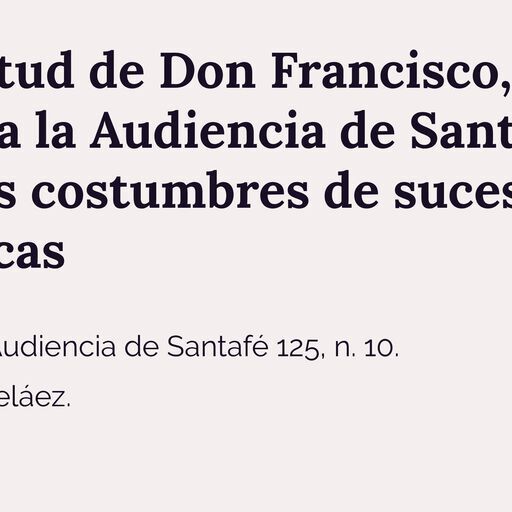 tud de Don Francisco,
a la Audiencia de Sant
s costumbres de suces
cas
Audiencia de Santafé 125, n. 10.
eláez.